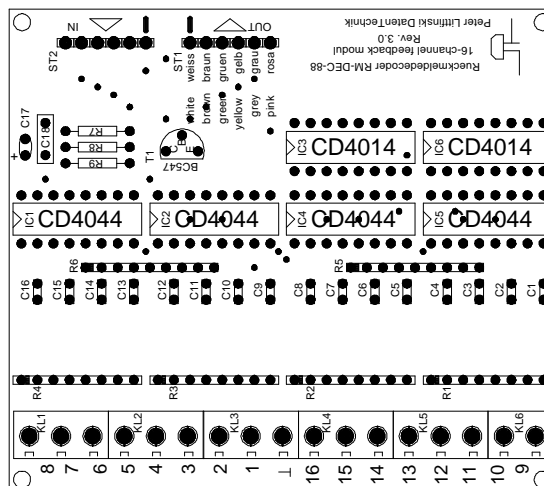 IN
OUT
ST2
ST1
weiss
braun
gruen
gelb
grau
rosa
white
brown
green
yellow
grey
pink
Rueckmeldedecoder RM-DEC-88
16-channel feedback modul
Rev. 3.0
Peter Littfinski DatenTechnik
C17
+
C18
R7
R8
R9
T1
C
B
E
BC547
IC3
CD4014
IC6
CD4014
IC1
CD4044
IC2
CD4044
IC4
CD4044
IC5
CD4044
R6
R5
C16
C15
C14
C13
C12
C11
C10
C9
C8
C7
C6
C5
C4
C3
C2
C1
R4
R3
R2
R1
KL1
KL2
KL3
KL4
KL5
KL6
8
7
6
5
4
3
2
1
⊥
16
15
14
13
12
11
10
9